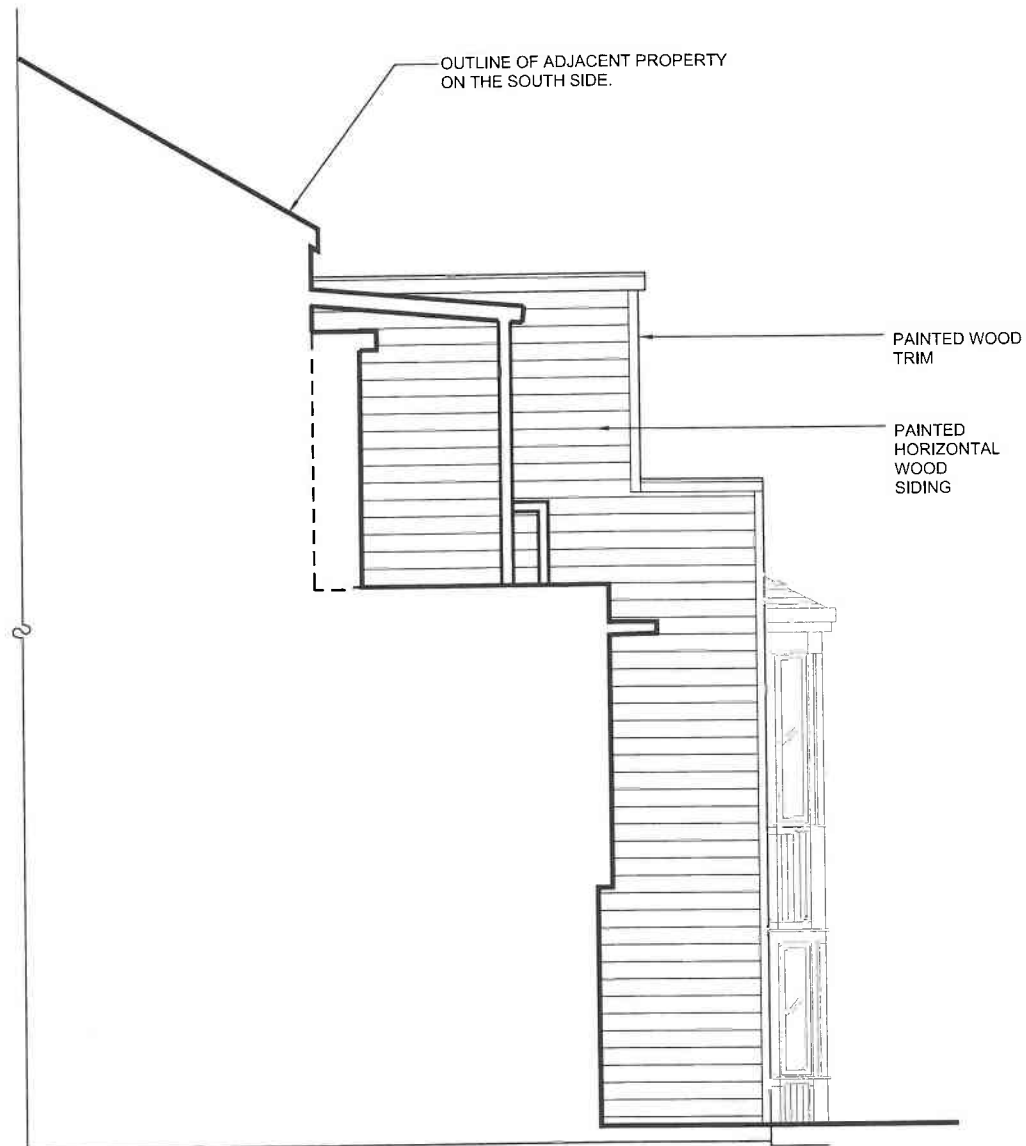 OUTLINE OF ADJACENT PROPERTY
ON THE SOUTH SIDE.
PAINTED WOOD
TRIM
PAINTED
HORIZONTAL
WOOD
SIDING